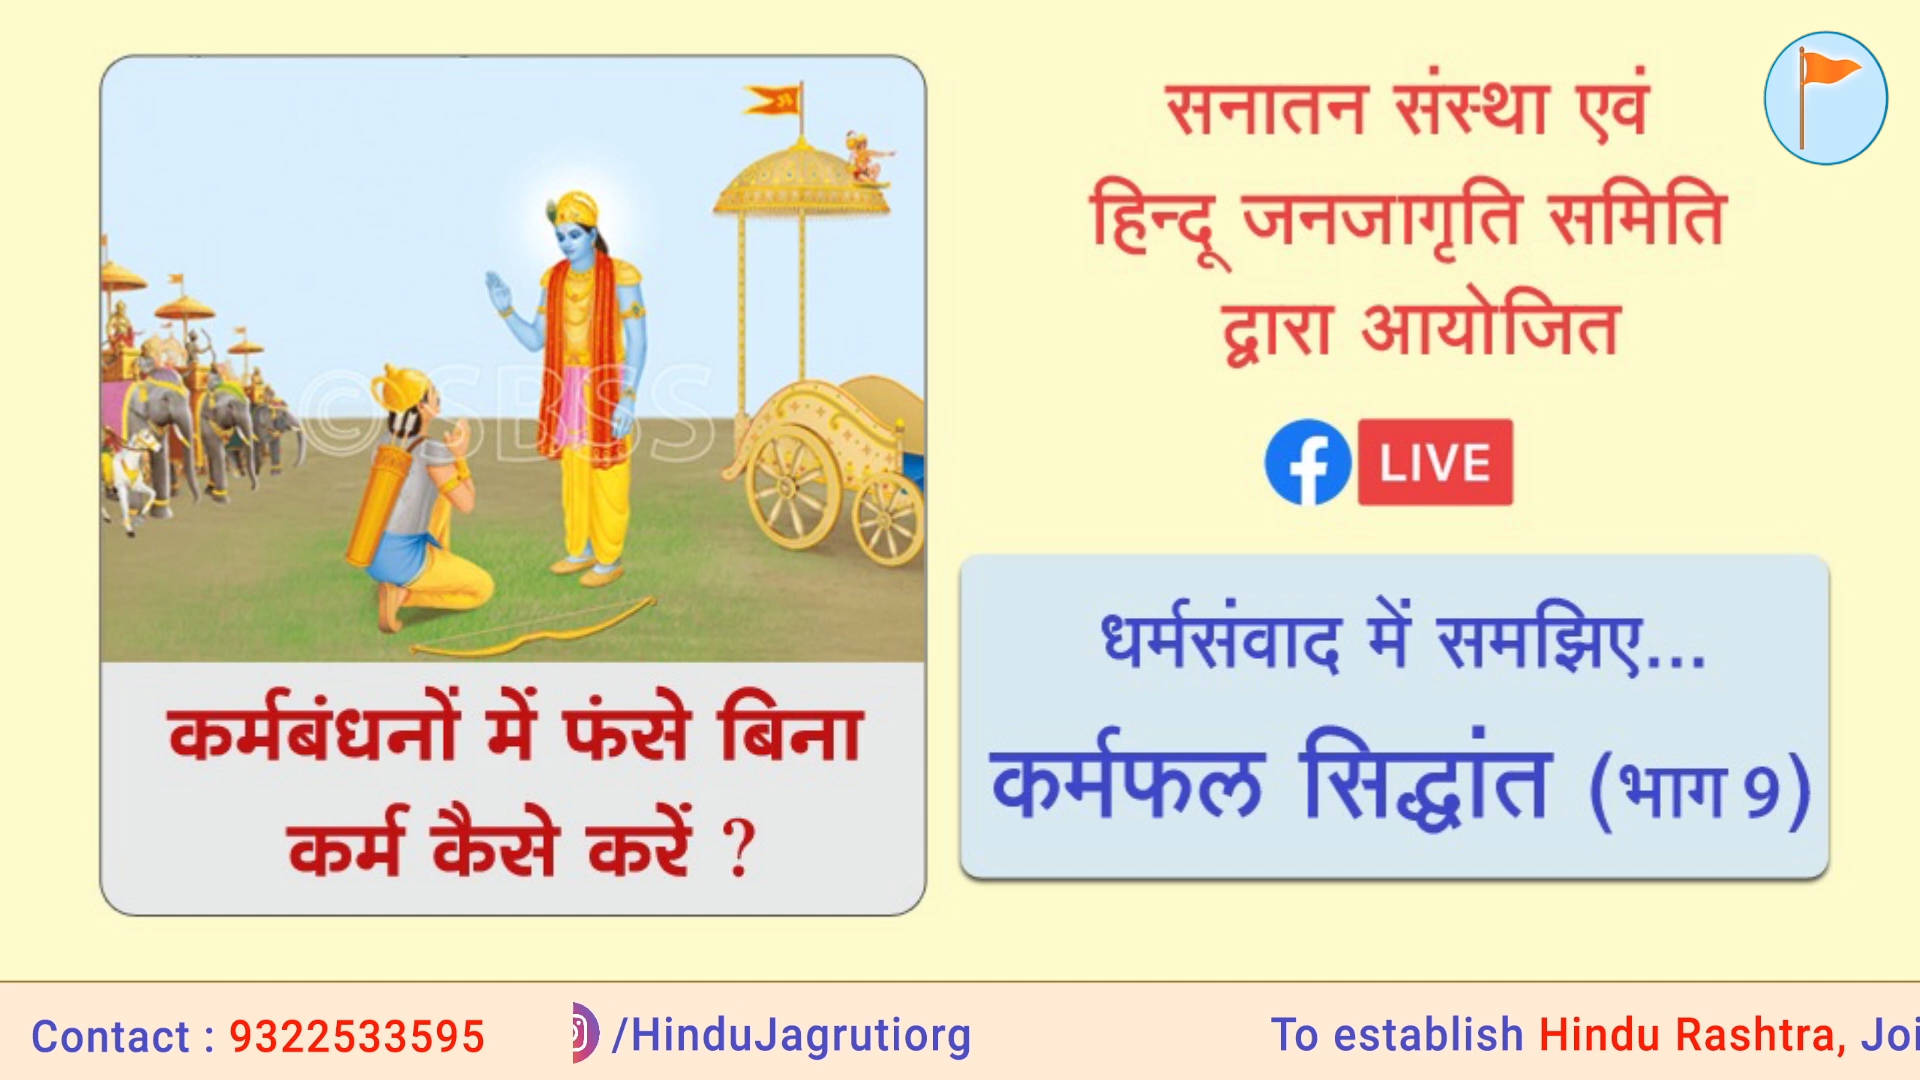 ©SBSS
कर्मबंधनों में फंसे बिना
कर्म कैसे करें ?
सनातन संस्था एवं
हिन्दू जनजागृति समिति
द्वारा आयोजित
LIVE
धर्मसंवाद में समझिए...
कर्मफल सिद्धांत (भाग 9)
Contact : 9322533595
/HinduJagrutiorg
To establish Hindu Rashtra,